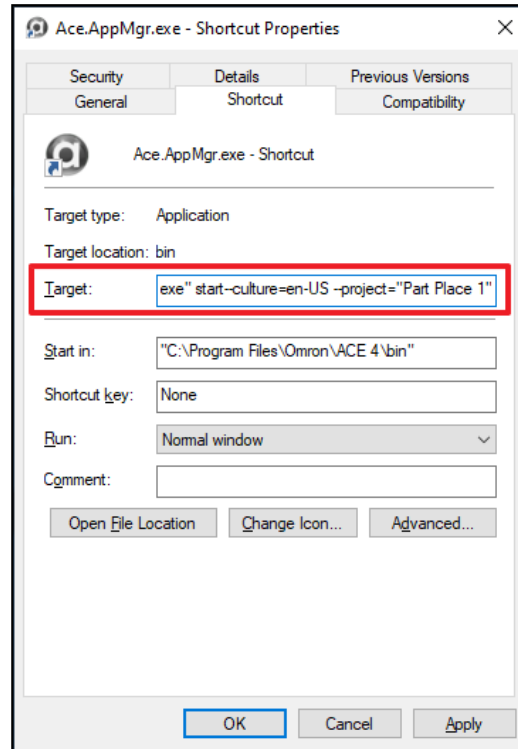 Ace.AppMgr.exe - Shortcut Properties
Security Details Previous Versions
General Shortcut Compatibility
Ace.AppMgr.exe - Shortcut
Target type: Application
Target location: bin
Target: exe" start--culture=en-US --project="Part Place 1"
Start in: "C:\Program Files\Omron\ACE 4\bin"
Shortcut key: None
Run: Normal window
Comment:
Open File Location Change Icon... Advanced...
OK Cancel Apply